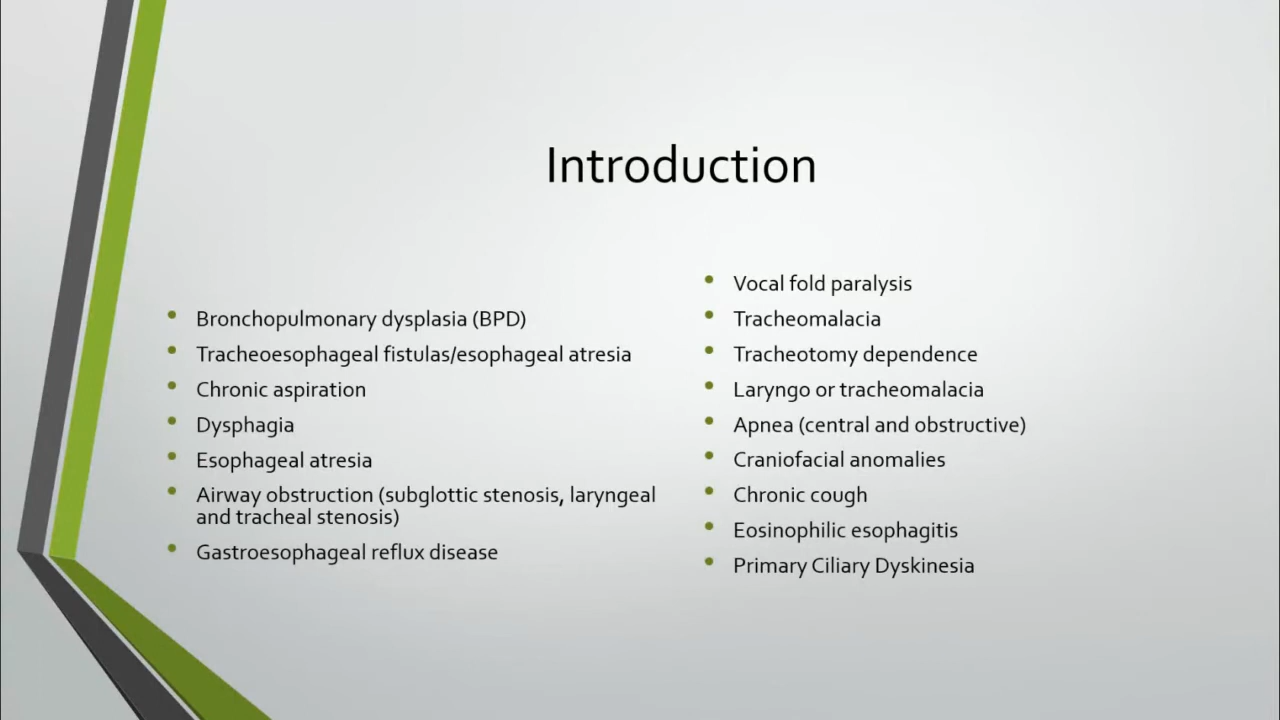 Introduction
Bronchopulmonary dysplasia (BPD)
Tracheoesophageal fistulas/esophageal atresia
Chronic aspiration
Dysphagia
Esophageal atresia
Airway obstruction (subglottic stenosis, laryngeal
and tracheal stenosis)
Gastroesophageal reflux disease
Vocal fold paralysis
Tracheomalacia
Tracheotomy dependence
Laryngo or tracheomalacia
Apnea (central and obstructive)
Craniofacial anomalies
Chronic cough
Eosinophilic esophagitis
Primary Ciliary Dyskinesia